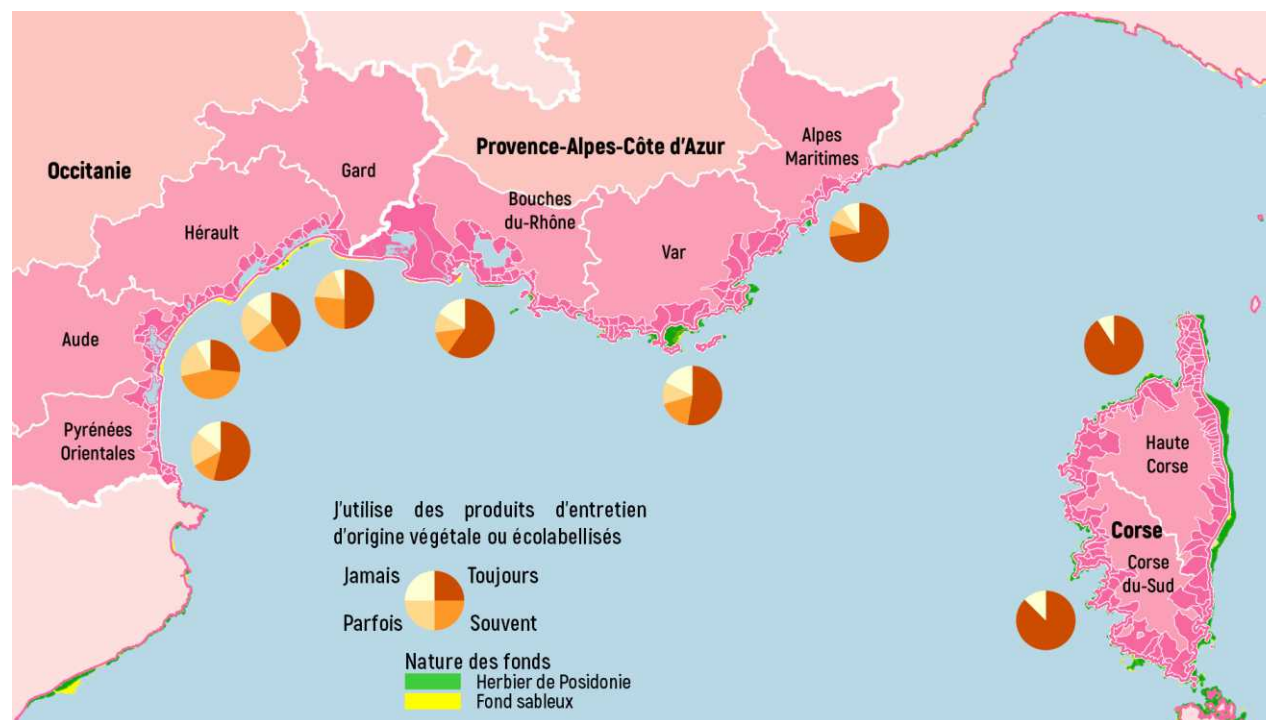 Occitanie
Provence-Alpes-Côte d'Azur
Alpes
Maritimes
Gard
Bouches
du-Rhône
Hérault
Var
Aude
Pyrénées
Orientales
Haute
Corse
Corse
Corse
du-Sud
J'utilise des produits d'entretien
d'origine végétale ou écolabellisés
Jamais Toujours
Parfois Souvent
Nature des fonds
Herbier de Posidonie
Fond sableux